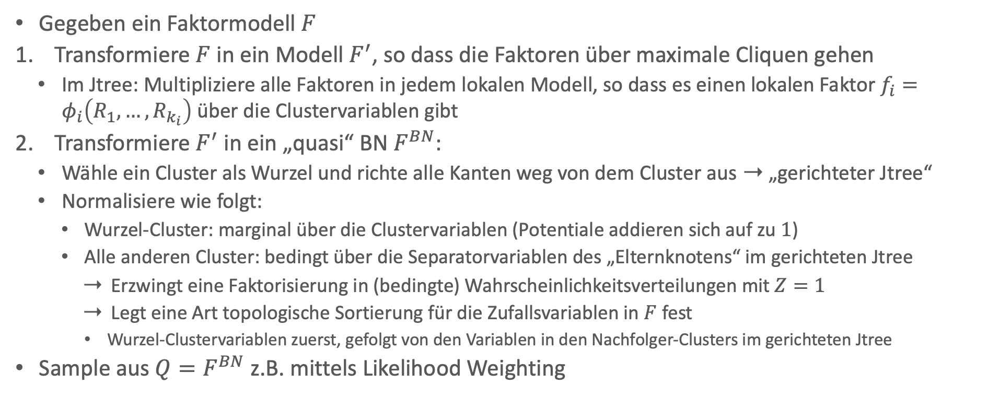 • Gegeben ein Faktormodell F
1. Transformiere F in ein Modell F′, so dass die Faktoren über maximale Cliquen gehen
• Im Jtree: Multipliziere alle Faktoren in jedem lokalen Modell, so dass es einen lokalen Faktor fᵢ =
ϕᵢ(R₁, … , R_{kᵢ}) über die Clustervariablen gibt
2. Transformiere F′ in ein „quasi“ BN F^{BN}:
• Wähle ein Cluster als Wurzel und richte alle Kanten weg von dem Cluster aus → „gerichteter Jtree“
• Normalisiere wie folgt:
• Wurzel-Cluster: marginal über die Clustervariablen (Potentiale addieren sich auf zu 1)
• Alle anderen Cluster: bedingt über die Separatorvariablen des „Elternknotens“ im gerichteten Jtree
→ Erzwingt eine Faktorisierung in (bedingte) Wahrscheinlichkeitsverteilungen mit Z = 1
→ Legt eine Art topologische Sortierung für die Zufallsvariablen in F fest
• Wurzel-Clustervariablen zuerst, gefolgt von den Variablen in den Nachfolger-Clusters im gerichteten Jtree
• Sample aus Q = F^{BN} z.B. mittels Likelihood Weighting